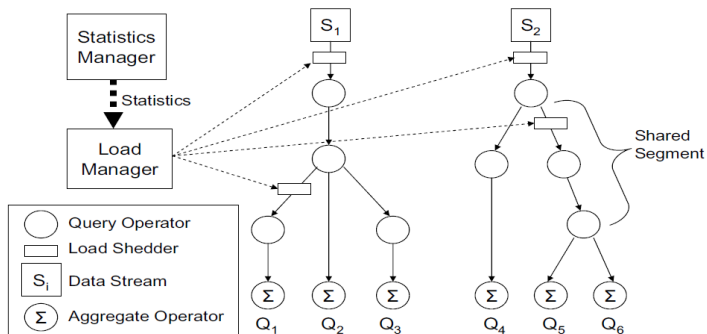 Statistics
Manager
Statistics
Load
Manager
S1
S2
Shared
Segment
Query Operator
Load Shedder
Si Data Stream
Σ Aggregate Operator
Σ Σ Σ Σ Σ Σ
Q1 Q2 Q3 Q4 Q5 Q6